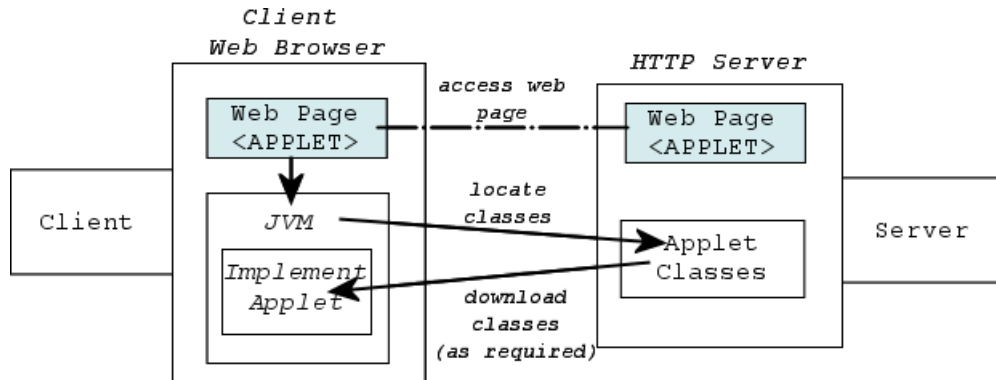 Client
Web Browser
HTTP Server
access web
page
Web Page
<APPLET>
Web Page
<APPLET>
Client
JVM
locate
classes
Applet
Classes
Server
Implement
Applet
download
classes
(as required)